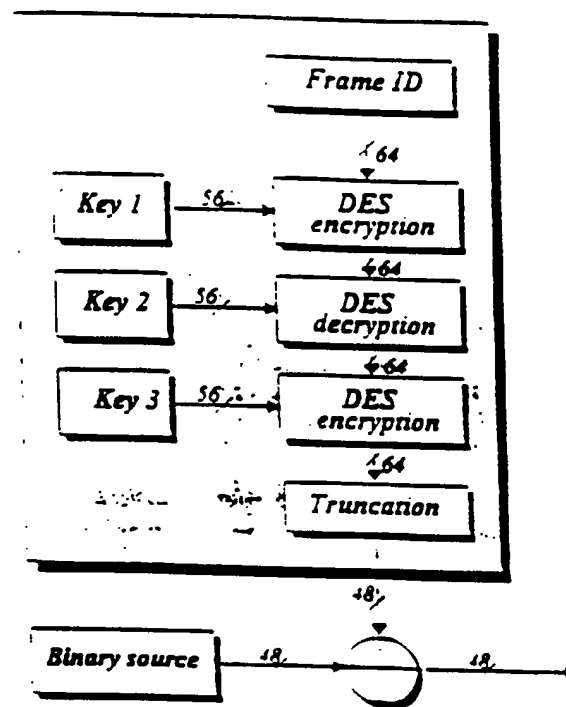 Frame ID
64
Key 1
56
DES
encryption
64
Key 2
56
DES
decryption
64
Key 3
56
DES
encryption
64
Truncation
48
Binary source
48
48